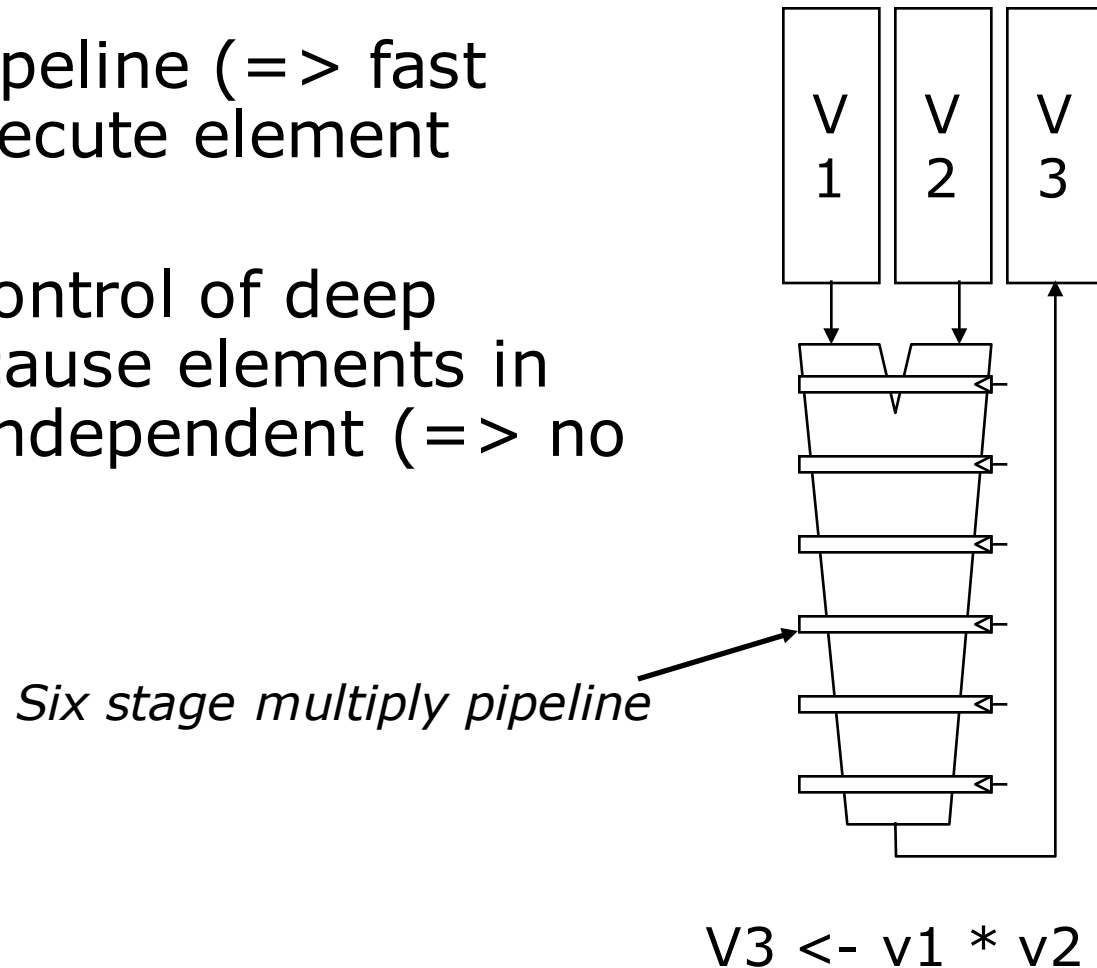 peline (=> fast
ecute element
ontrol of deep
cause elements in
ndependent (=> no
V
1
V
2
V
3
Six stage multiply pipeline
V3 <- v1 * v2